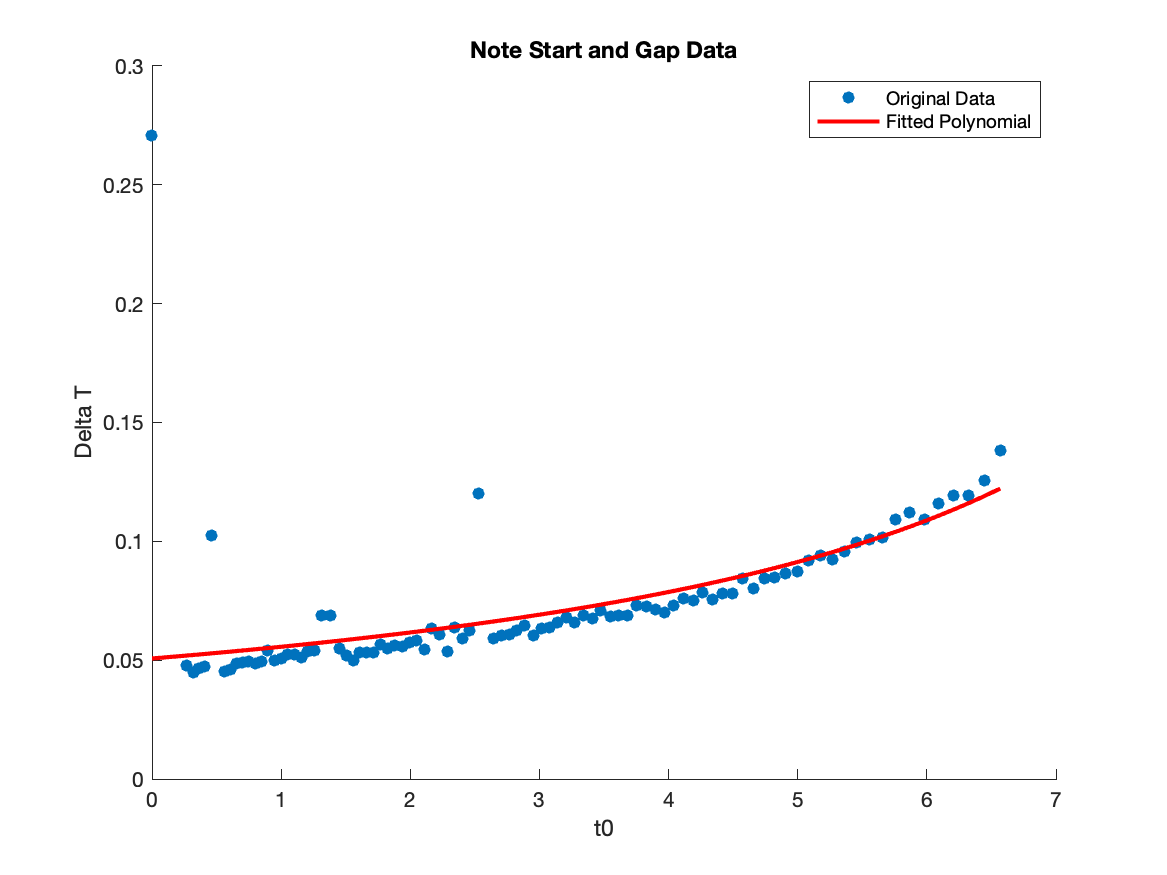 Note Start and Gap Data
0.3
0.25
0.2
0.15
0.1
0.05
0
Delta T
Original Data
Fitted Polynomial
0 1 2 3 4 5 6 7
t0